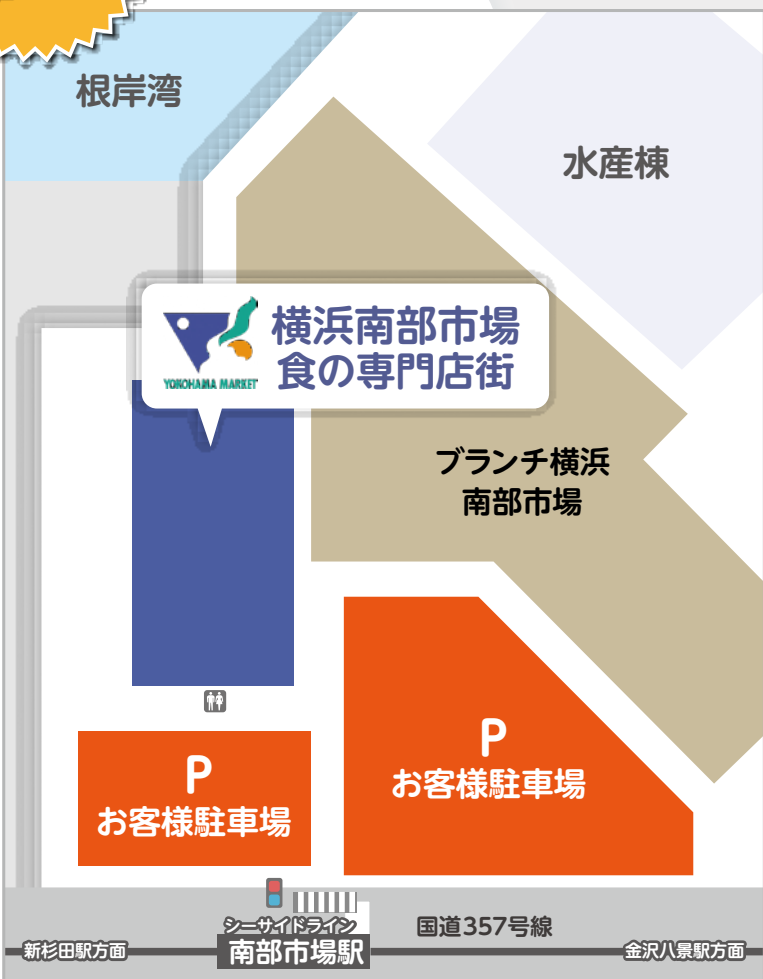 根岸湾
水産棟
YOKOHAMA MARKET
横浜南部市場
食の専門店街
ブランチ横浜
南部市場
P
お客様駐車場
P
お客様駐車場
シーサイドライン
南部市場駅
国道357号線
新杉田駅方面
金沢八景駅方面